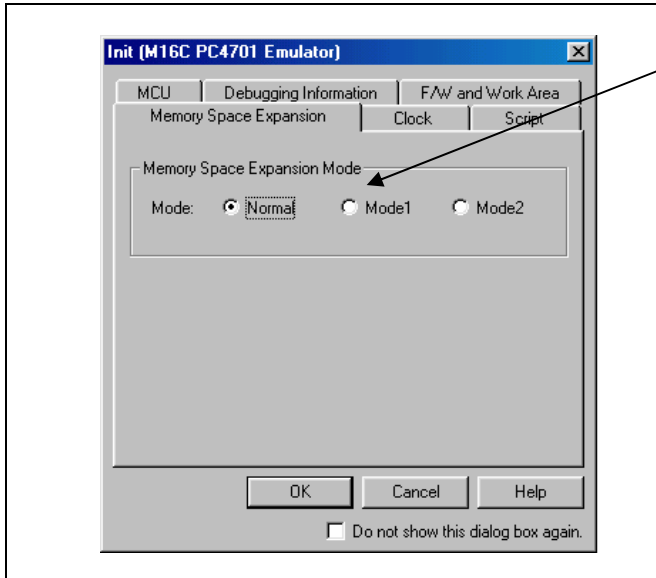 Init (M16C PC4701 Emulator)
MCU Debugging Information F/W and Work Area
Memory Space Expansion Clock Script
Memory Space Expansion Mode
Mode: Normal Mode1 Mode2
OK Cancel Help
Do not show this dialog box again.